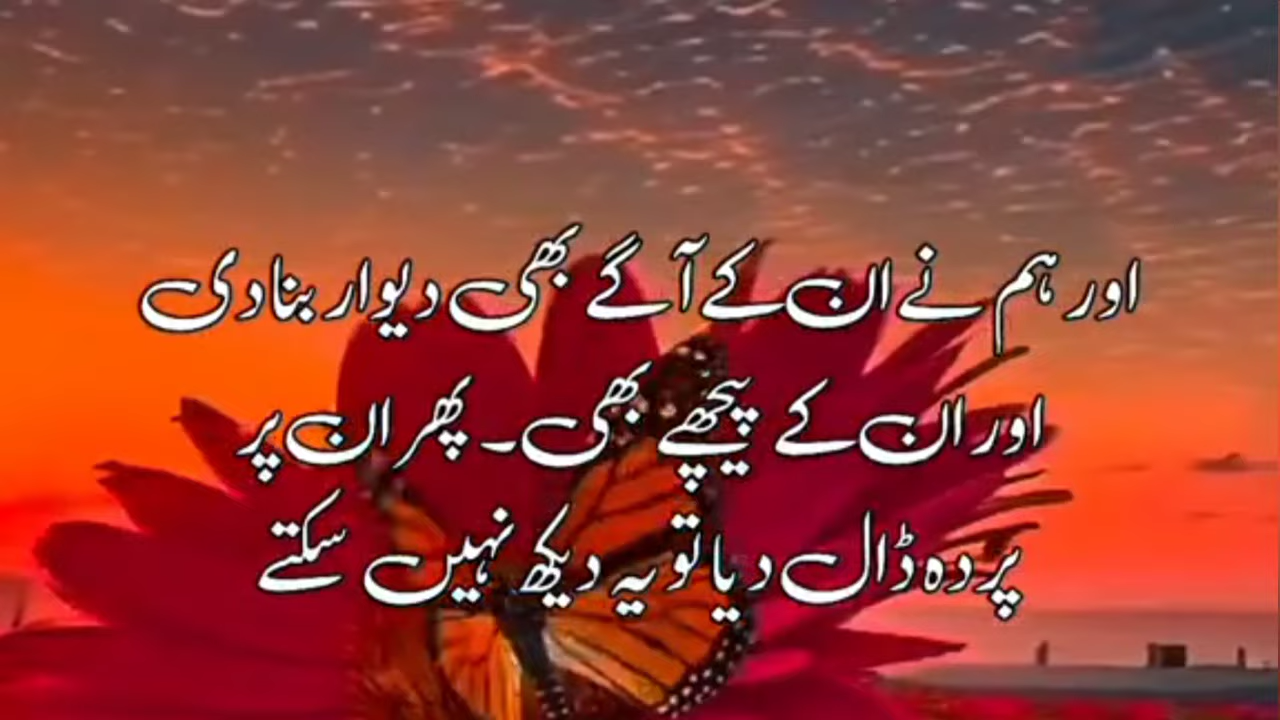 اور ہم نے ان کے آگے بھی دیوار بنا دی
اور ان کے پیچھے بھی۔ پھر ان پر
پردہ ڈال دیا تو یہ دیکھ نہیں سکتے